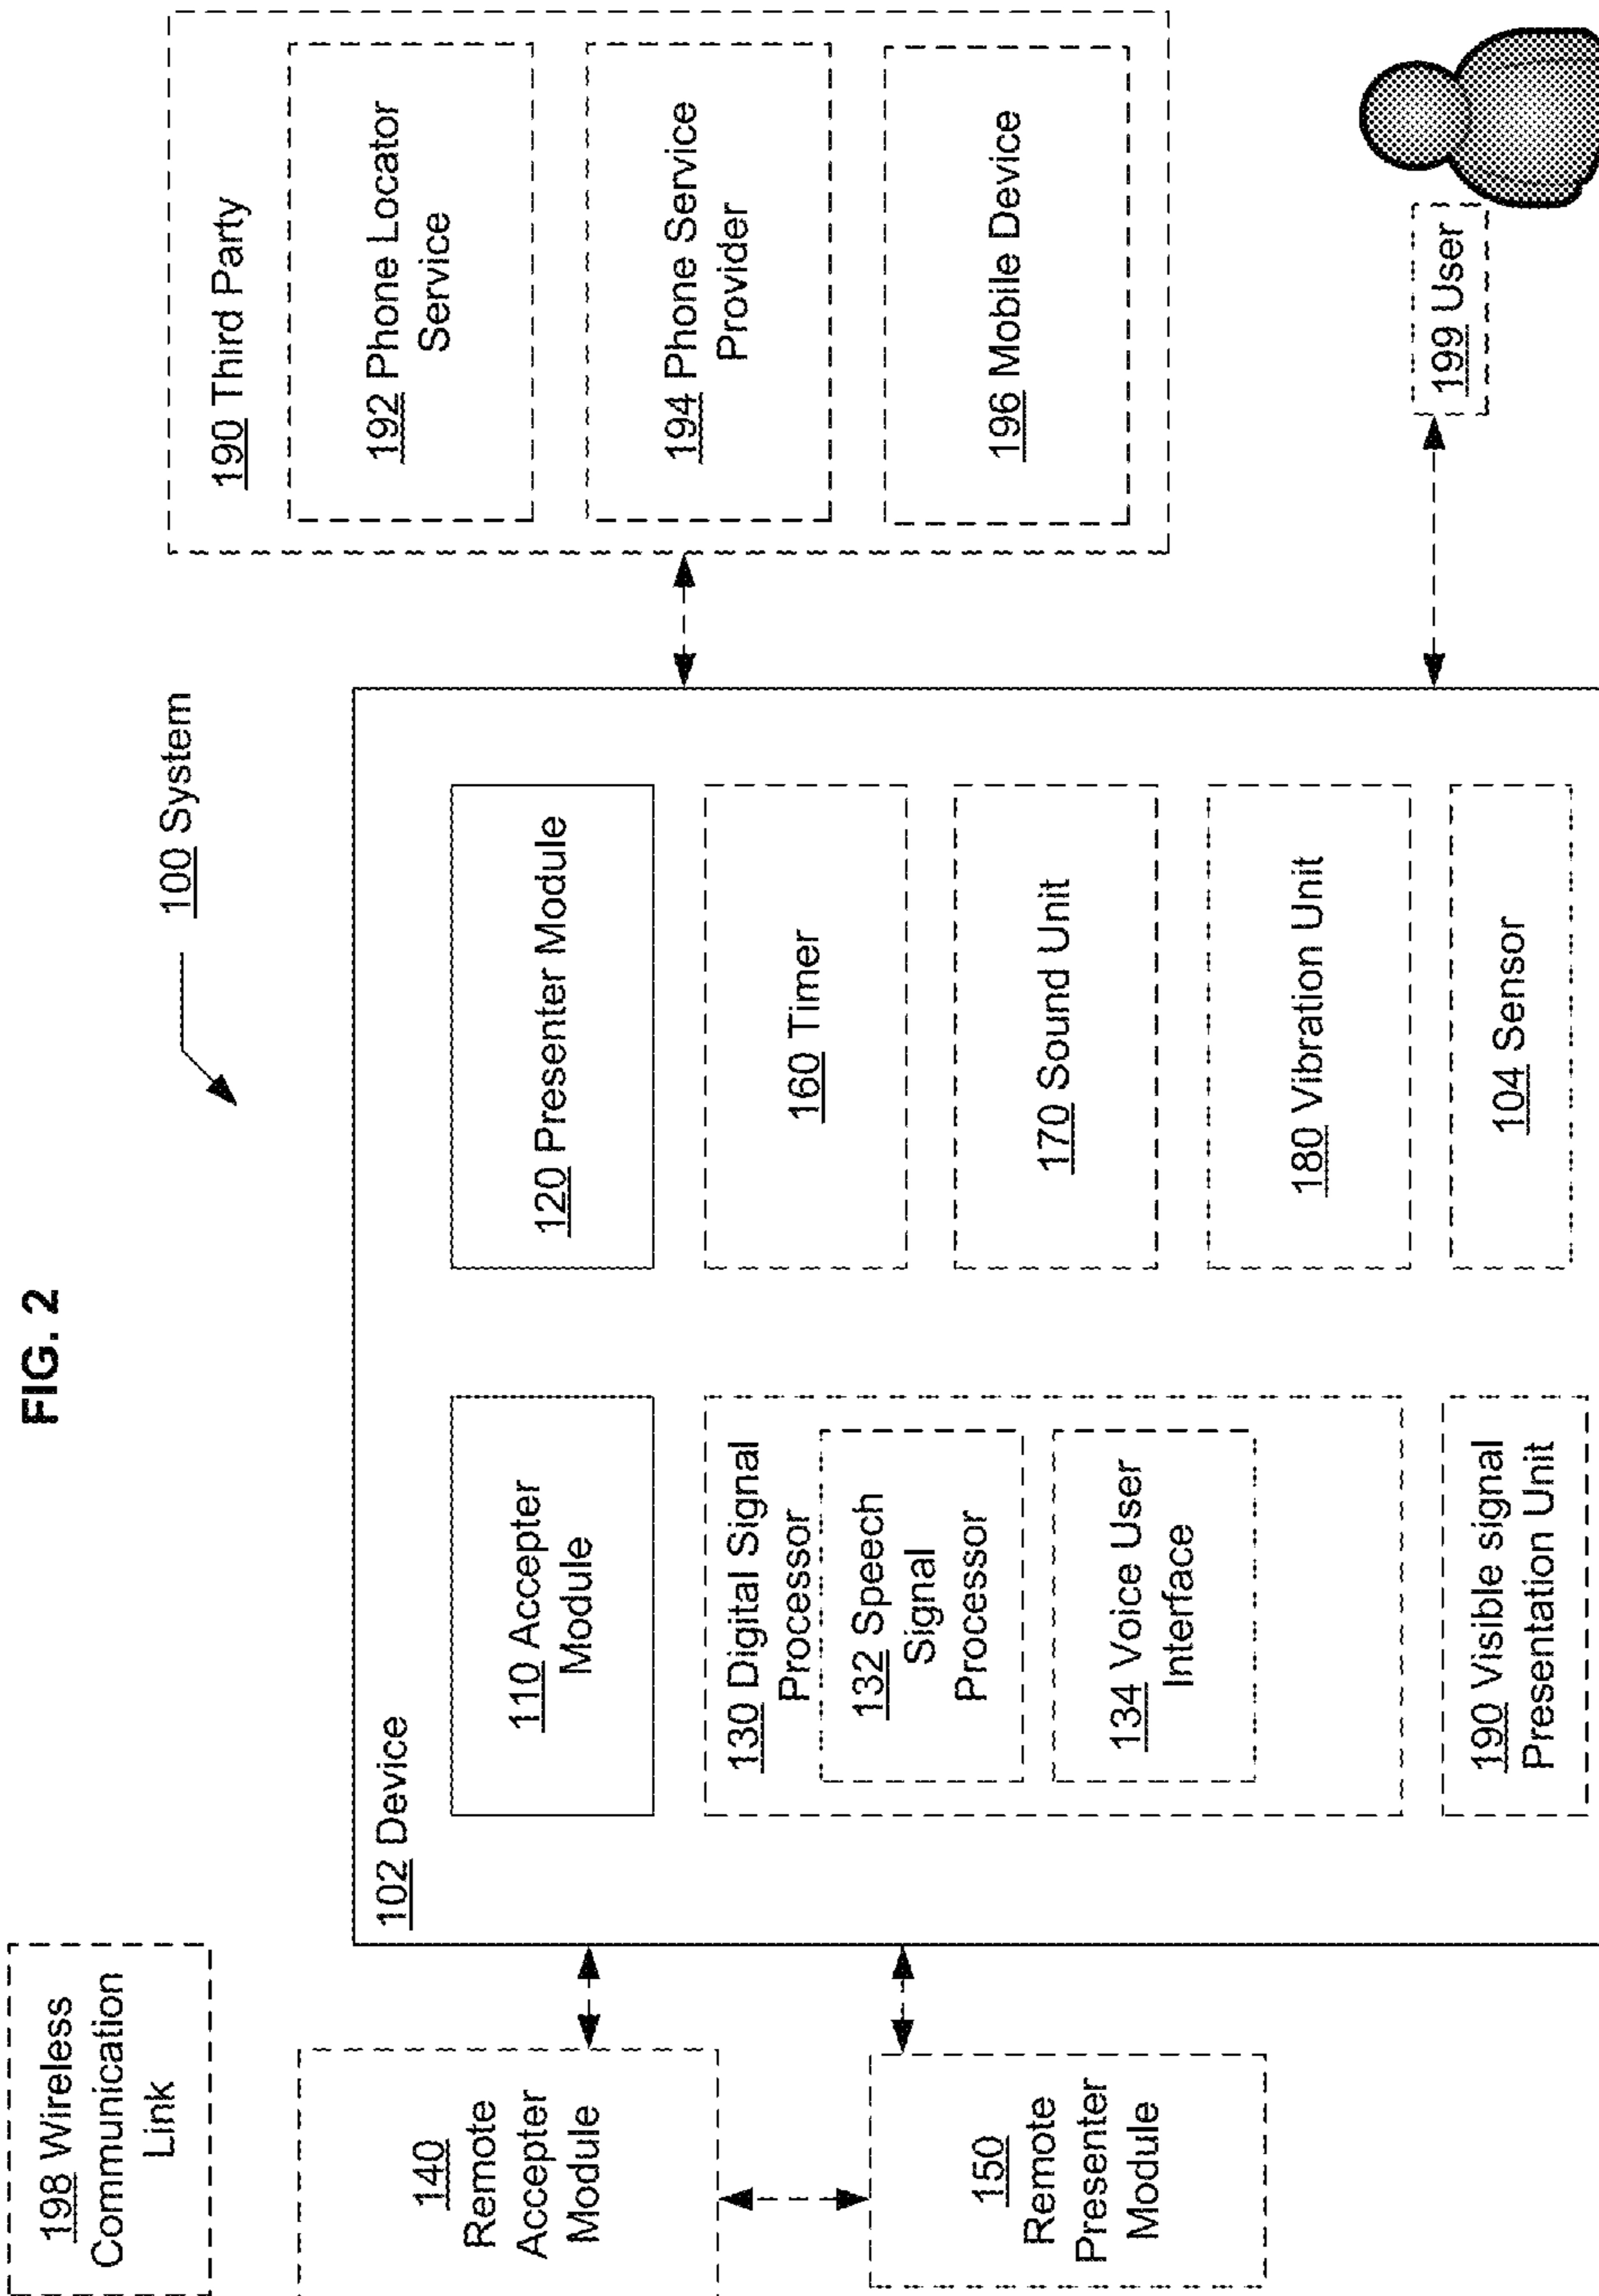 FIG. 2
100 System
198 Wireless
Communication
Link
140
Remote
Accepter
Module
150
Remote
Presenter
Module
102 Device
110 Accepter
Module
130 Digital Signal
Processor
132 Speech
Signal
Processor
134 Voice User
Interface
190 Visible signal
Presentation Unit
120 Presenter Module
160 Timer
170 Sound Unit
180 Vibration Unit
104 Sensor
190 Third Party
192 Phone Locator
Service
194 Phone Service
Provider
196 Mobile Device
199 User